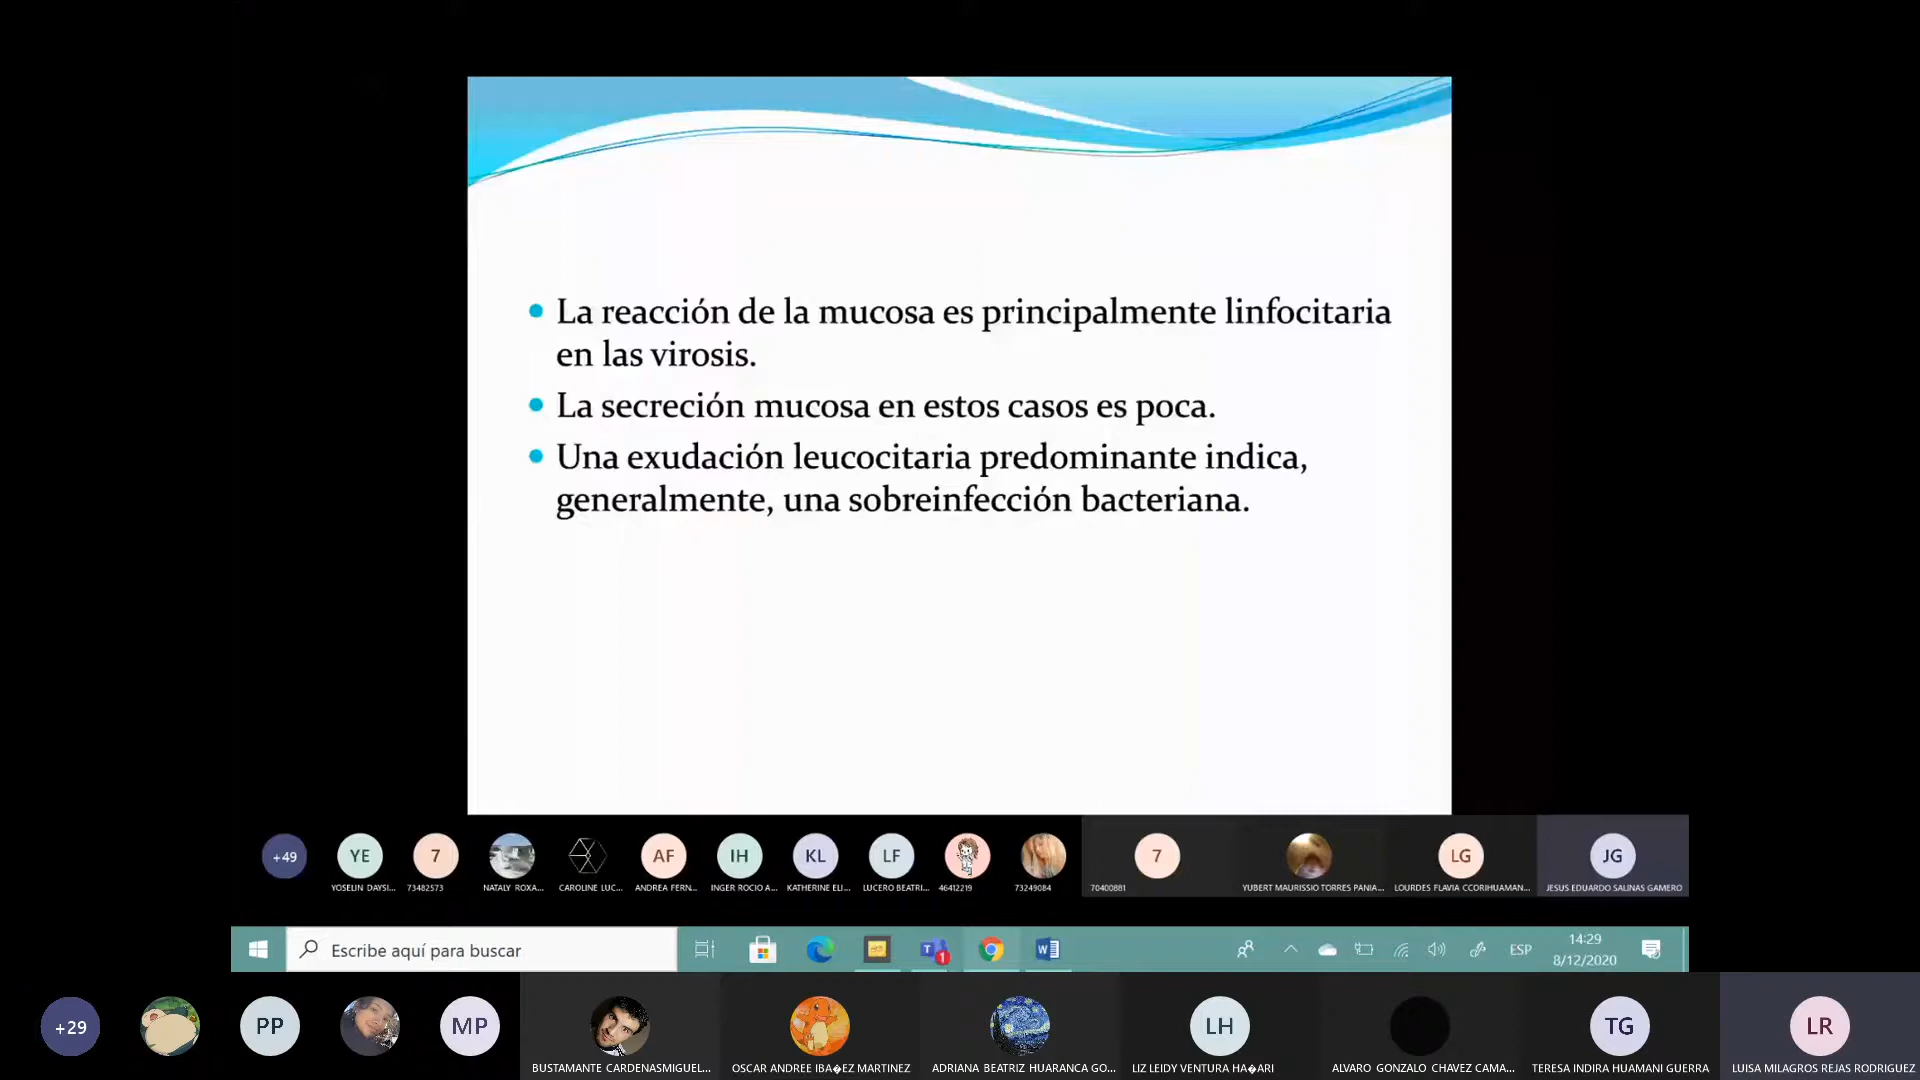 La reacción de la mucosa es principalmente linfocitaria
en las virosis.
La secreción mucosa en estos casos es poca.
Una exudación leucocitaria predominante indica,
generalmente, una sobreinfección bacteriana.
+49
YE
7
AF
IH
KL
LF
7
LG
JG
YOSELIN DAYSI...
73482573
NATALY ROXA...
CAROLINE LUC...
ANDREA FERN...
INGER ROCIO A...
KATHERINE ELI...
LUCERO BEATRI...
46412219
73249084
70400881
YUBERT MAURISSIO TORRES PANIA...
LOURDES FLAVIA CCORIHUAMAN...
JESUS EDUARDO SALINAS GAMERO
Escribe aquí para buscar
1
ESP
14:29
8/12/2020
+29
PP
MP
LH
TG
LR
BUSTAMANTE CARDENASMIGUEL...
OSCAR ANDREE IBA�EZ MARTINEZ
ADRIANA BEATRIZ HUARANCA GO...
LIZ LEIDY VENTURA HA�ARI
ALVARO GONZALO CHAVEZ CAMA...
TERESA INDIRA HUAMANI GUERRA
LUISA MILAGROS REJAS RODRIGUEZ